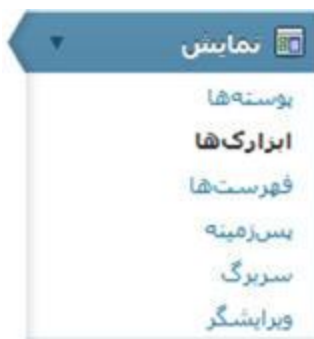 نمایش
پوسته‌ها
ابزارک‌ها
فهرست‌ها
پس‌زمینه
سربرگ
ویرایشگر